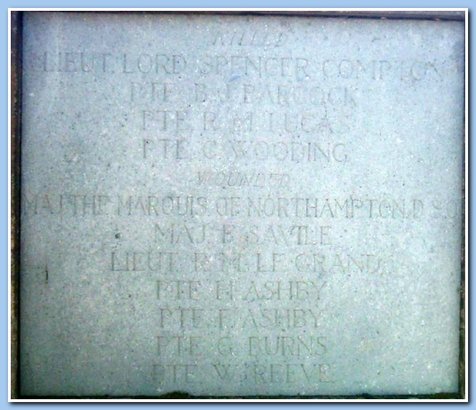 KILLED
LIEUT. LORD SPENCER COMPTON
PTE. B. J. BABCOCK
PTE. R. M. LUCAS
PTE. C. WOODING
WOUNDED
MAJ. THE MARQUIS OF NORTHAMPTON. D.S.O
MAJ. B. SAVILE
LIEUT. R. M. LE GRAND
PTE. H. ASHBY
PTE. F. ASHBY
PTE. G. BURNS
PTE. W. REEVE